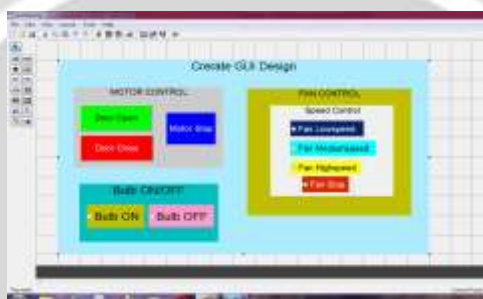 Crerate GUI Design
MOTOR CONTROL
Door Open
Motor Stop
Door Close
FAN CONTROL
Speed Control
Fan Lowspeed
Fan Mediumspeed
Fan Highspeed
Fan Stop
Bulb ON/OFF
Bulb ON
Bulb OFF